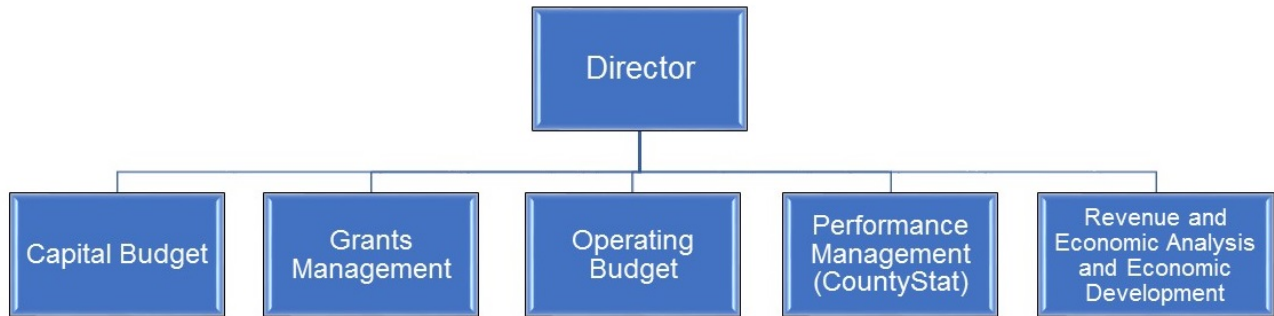 Director
Capital Budget
Grants
Management
Operating
Budget
Performance
Management
(CountyStat)
Revenue and
Economic Analysis
and Economic
Development